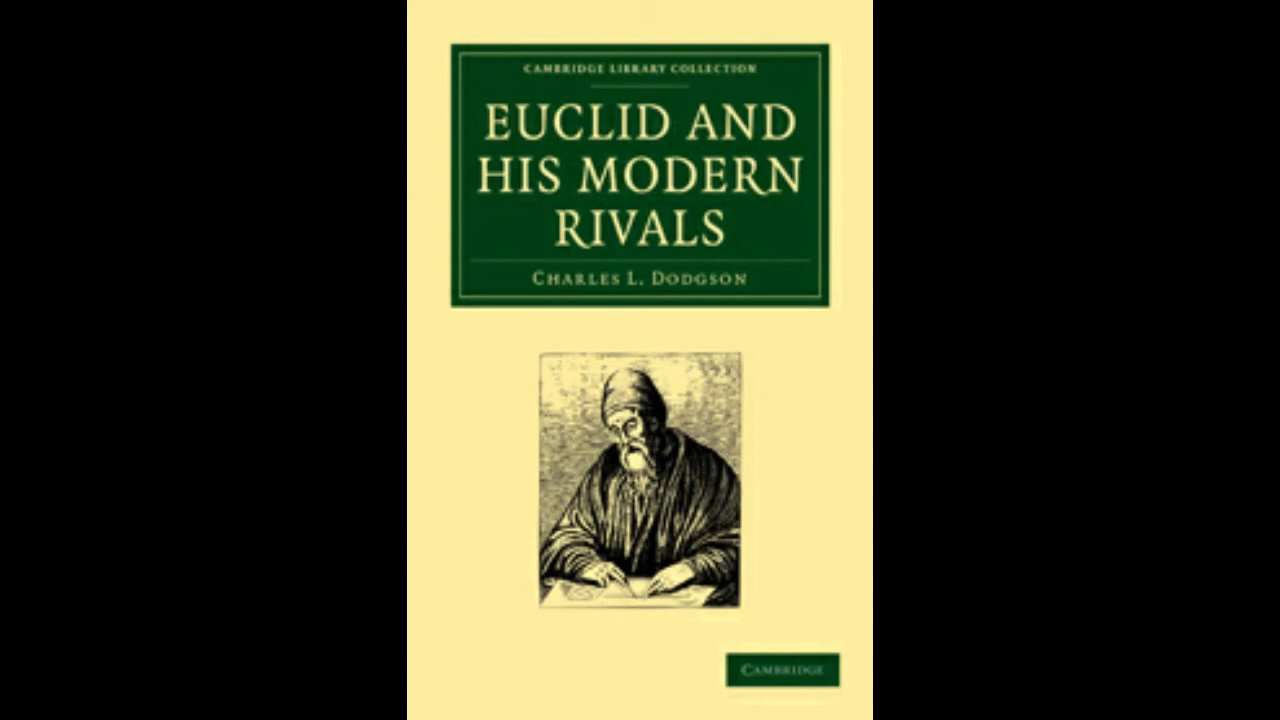 CAMBRIDGE LIBRARY COLLECTION
EUCLID AND
HIS MODERN
RIVALS
CHARLES L. DODGSON
CAMBRIDGE